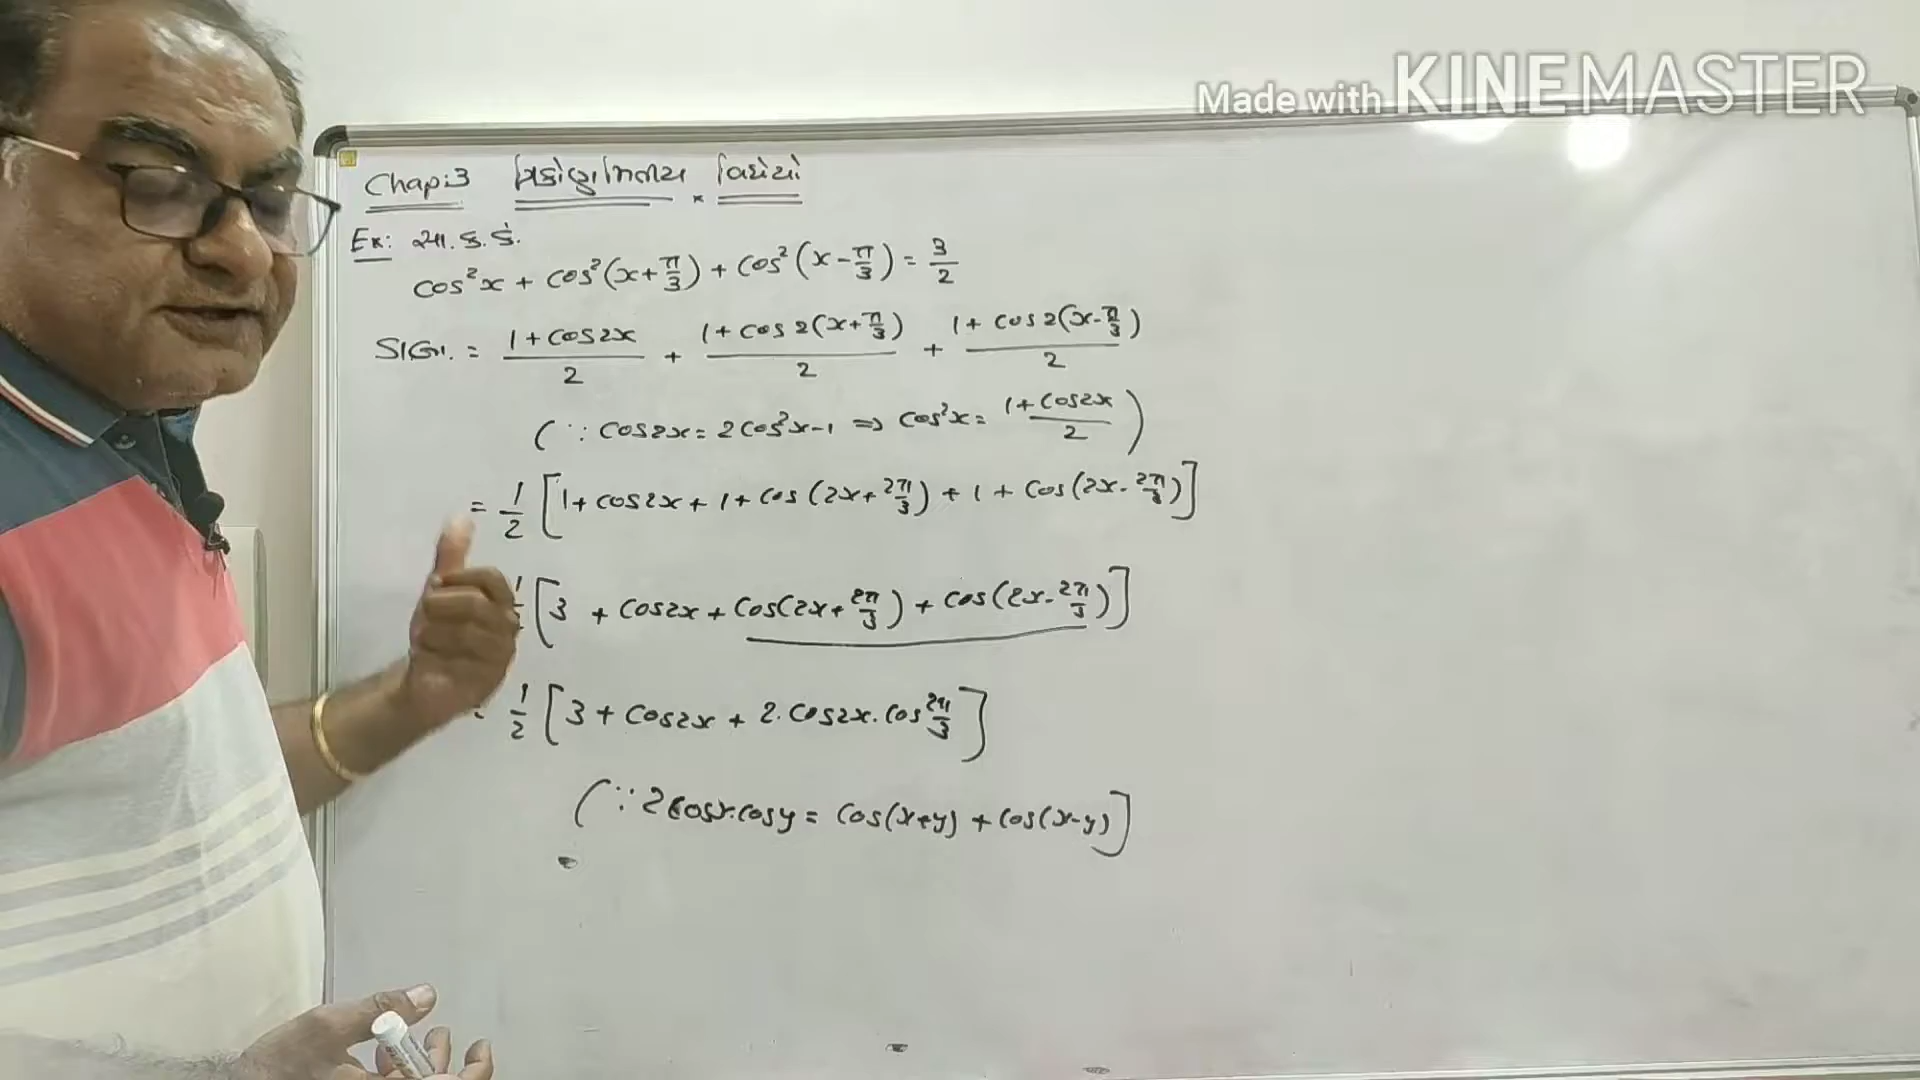 Made with KINEMASTER
Chap:3 ત્રિકોણમિતીય વિધેયો
Ex: સા.ક.કે.
cos²x + cos²(x+π/3) + cos²(x-π/3) = 3/2
ડા.બા. = (1+cos2x)/2 + (1+cos2(x+π/3))/2 + (1+cos2(x-π/3))/2
(∵ cos2x = 2cos²x-1 ⇒ cos²x = (1+cos2x)/2)
= 1/2 [1+cos2x+1+cos(2x+2π/3)+1+cos(2x-2π/3)]
[3 + cos2x + cos(2x+2π/3) + cos(2x-2π/3)]
= 1/2 [3+cos2x+2.cos2x.cos2π/3]
(∵ 2cosx.cosy = cos(x+y)+cos(x-y)]